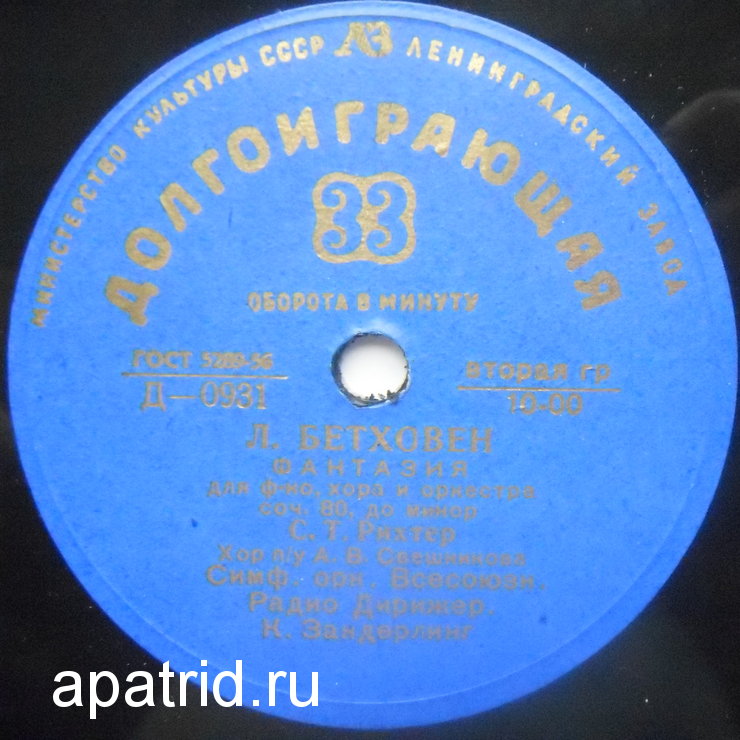 МИНИСТЕРСТВО КУЛЬТУРЫ СССР ЛЗ ЛЕНИНГРАДСКИЙ ЗАВОД
ДОЛГОИГРАЮЩАЯ
33
ОБОРОТА В МИНУТУ
ГОСТ 5289-56
Д—0931
вторая гр
10-00
Л. БЕТХОВЕН
ФАНТАЗИЯ
для ф-но, хора и оркестра
соч. 80, до минор
С. Т. Рихтер
Хор п/у А. В. Свешникова
Симф. орк. Всесоюзн.
Радио Дирижер.
К. Зандерлинг
apatrid.ru